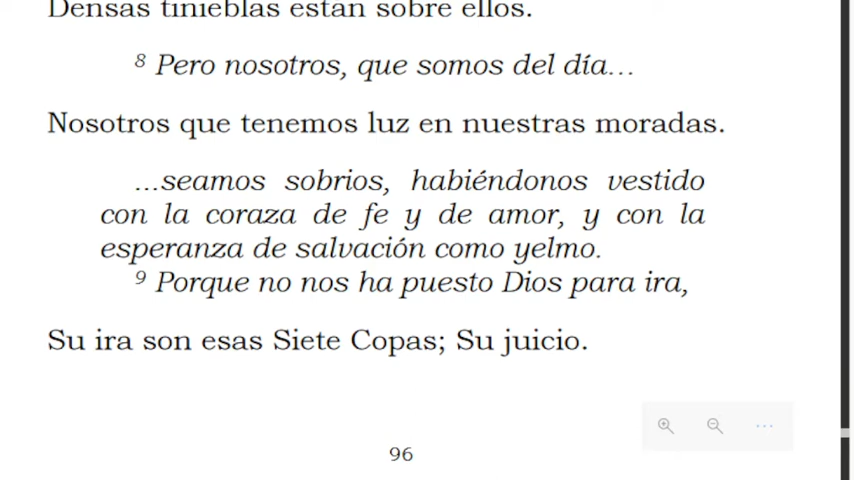 Densas tinieblas están sobre ellos.
⁸ Pero nosotros, que somos del día...
Nosotros que tenemos luz en nuestras moradas.
...seamos sobrios, habiéndonos vestido
con la coraza de fe y de amor, y con la
esperanza de salvación como yelmo.
⁹ Porque no nos ha puesto Dios para ira,
Su ira son esas Siete Copas; Su juicio.
96